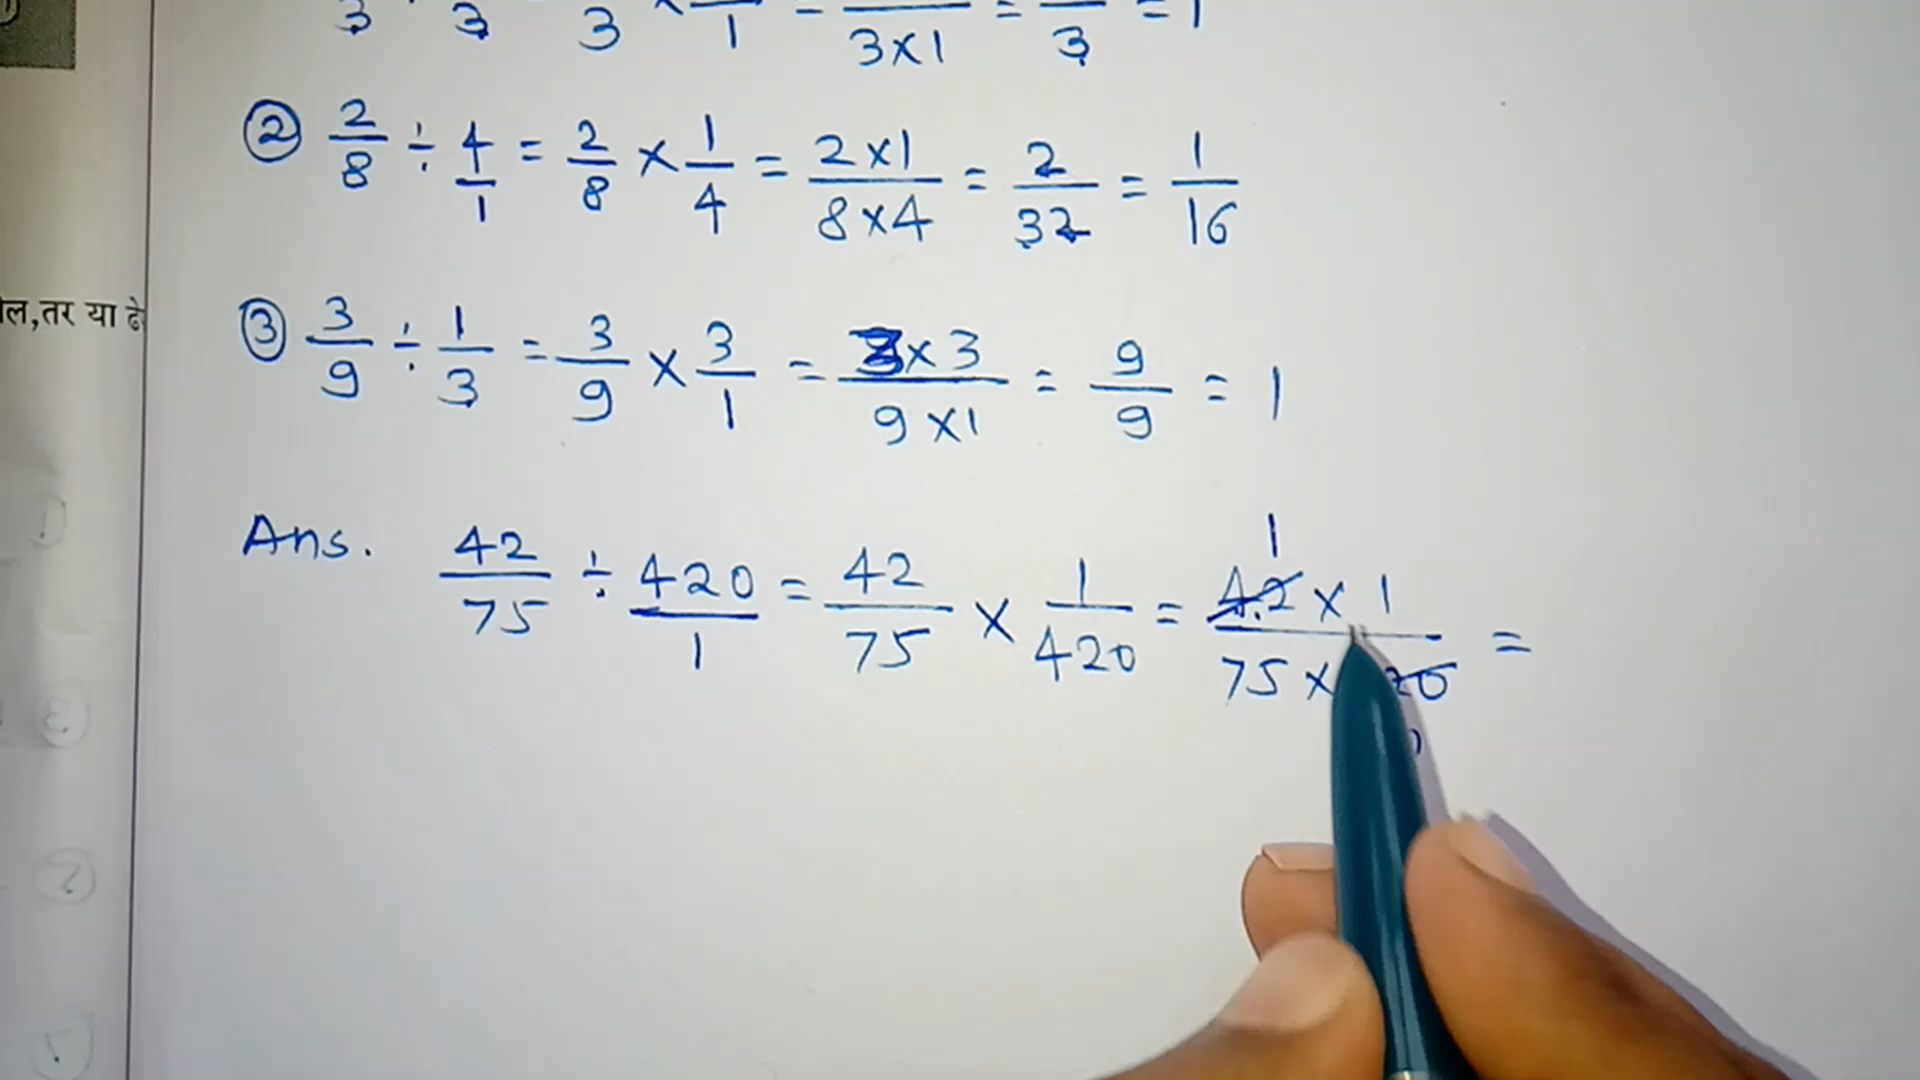 3 3 3 × 1 = 3×1 = 3 = 1
② 2/8 ÷ 4/1 = 2/8 × 1/4 = 2×1/8×4 = 2/32 = 1/16
तर या
③ 3/9 ÷ 1/3 = 3/9 × 3/1 = 3×3/9×1 = 9/9 = 1
1
Ans. 42/75 ÷ 420/1 = 42/75 × 1/420 = 42×1/75× 20 =